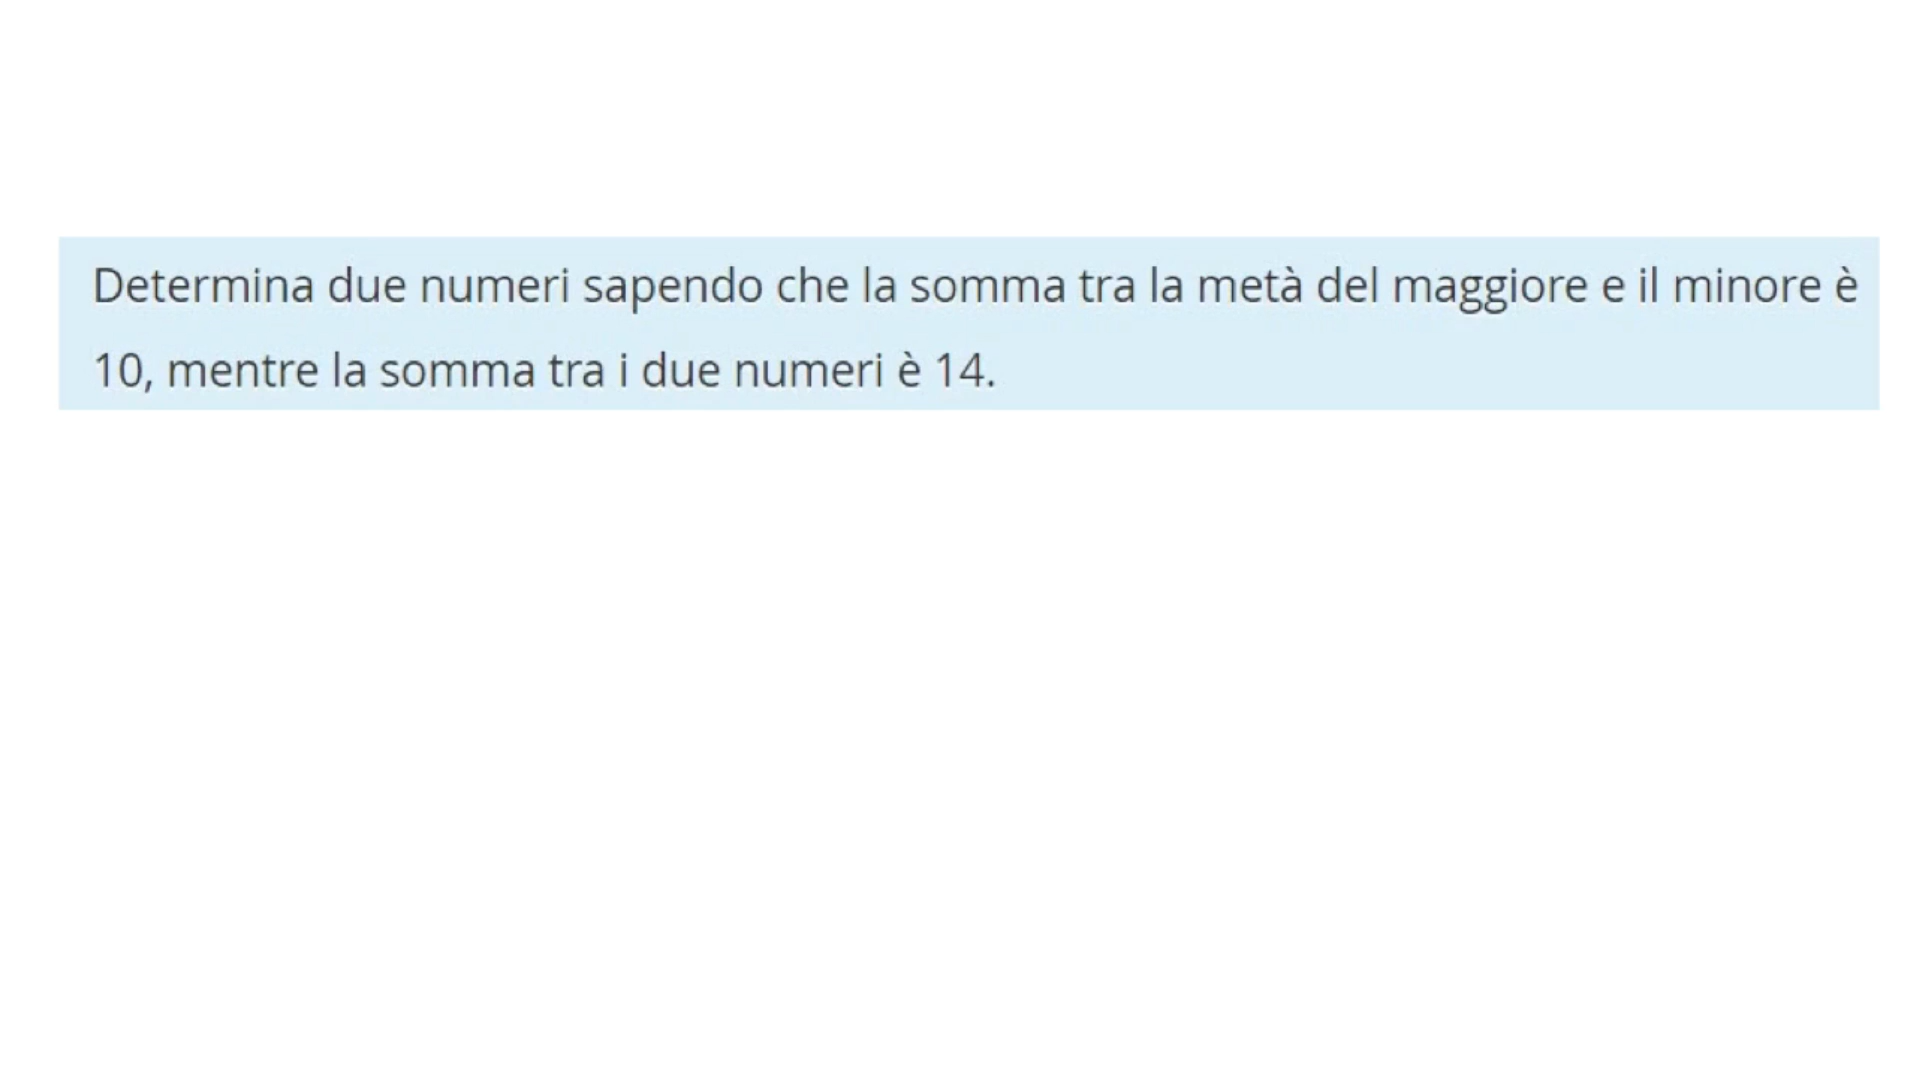 Determina due numeri sapendo che la somma tra la metà del maggiore e il minore è
10, mentre la somma tra i due numeri è 14.